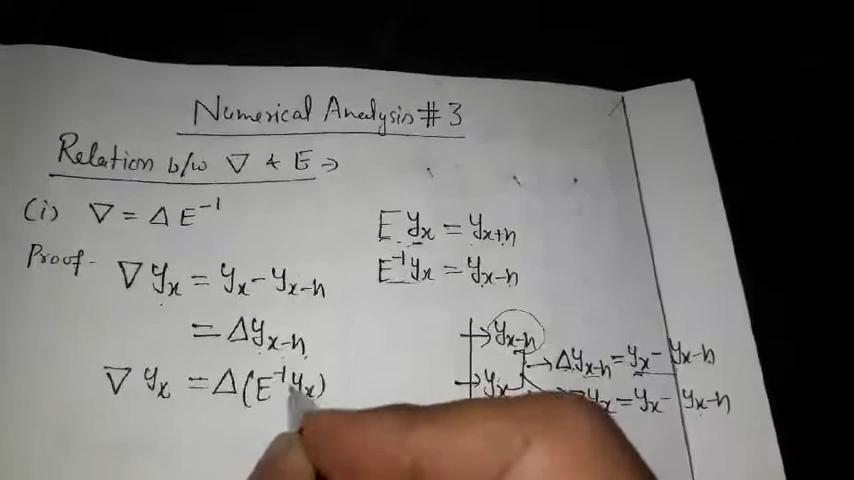 Numerical Analysis #3
Relation b/w ∇ & E →
(i) ∇ = Δ E⁻¹
E yₓ = yₓ₊ₕ
Proof - ∇ yₓ = yₓ - yₓ₋ₕ
E⁻¹yₓ = yₓ₋ₕ
= Δyₓ₋ₕ
∇ yₓ = Δ(E⁻¹yₓ)
yₓ₋ₕ
Δyₓ₋ₕ = yₓ - yₓ₋ₕ
yₓ
yₓ = yₓ - yₓ₋ₕ